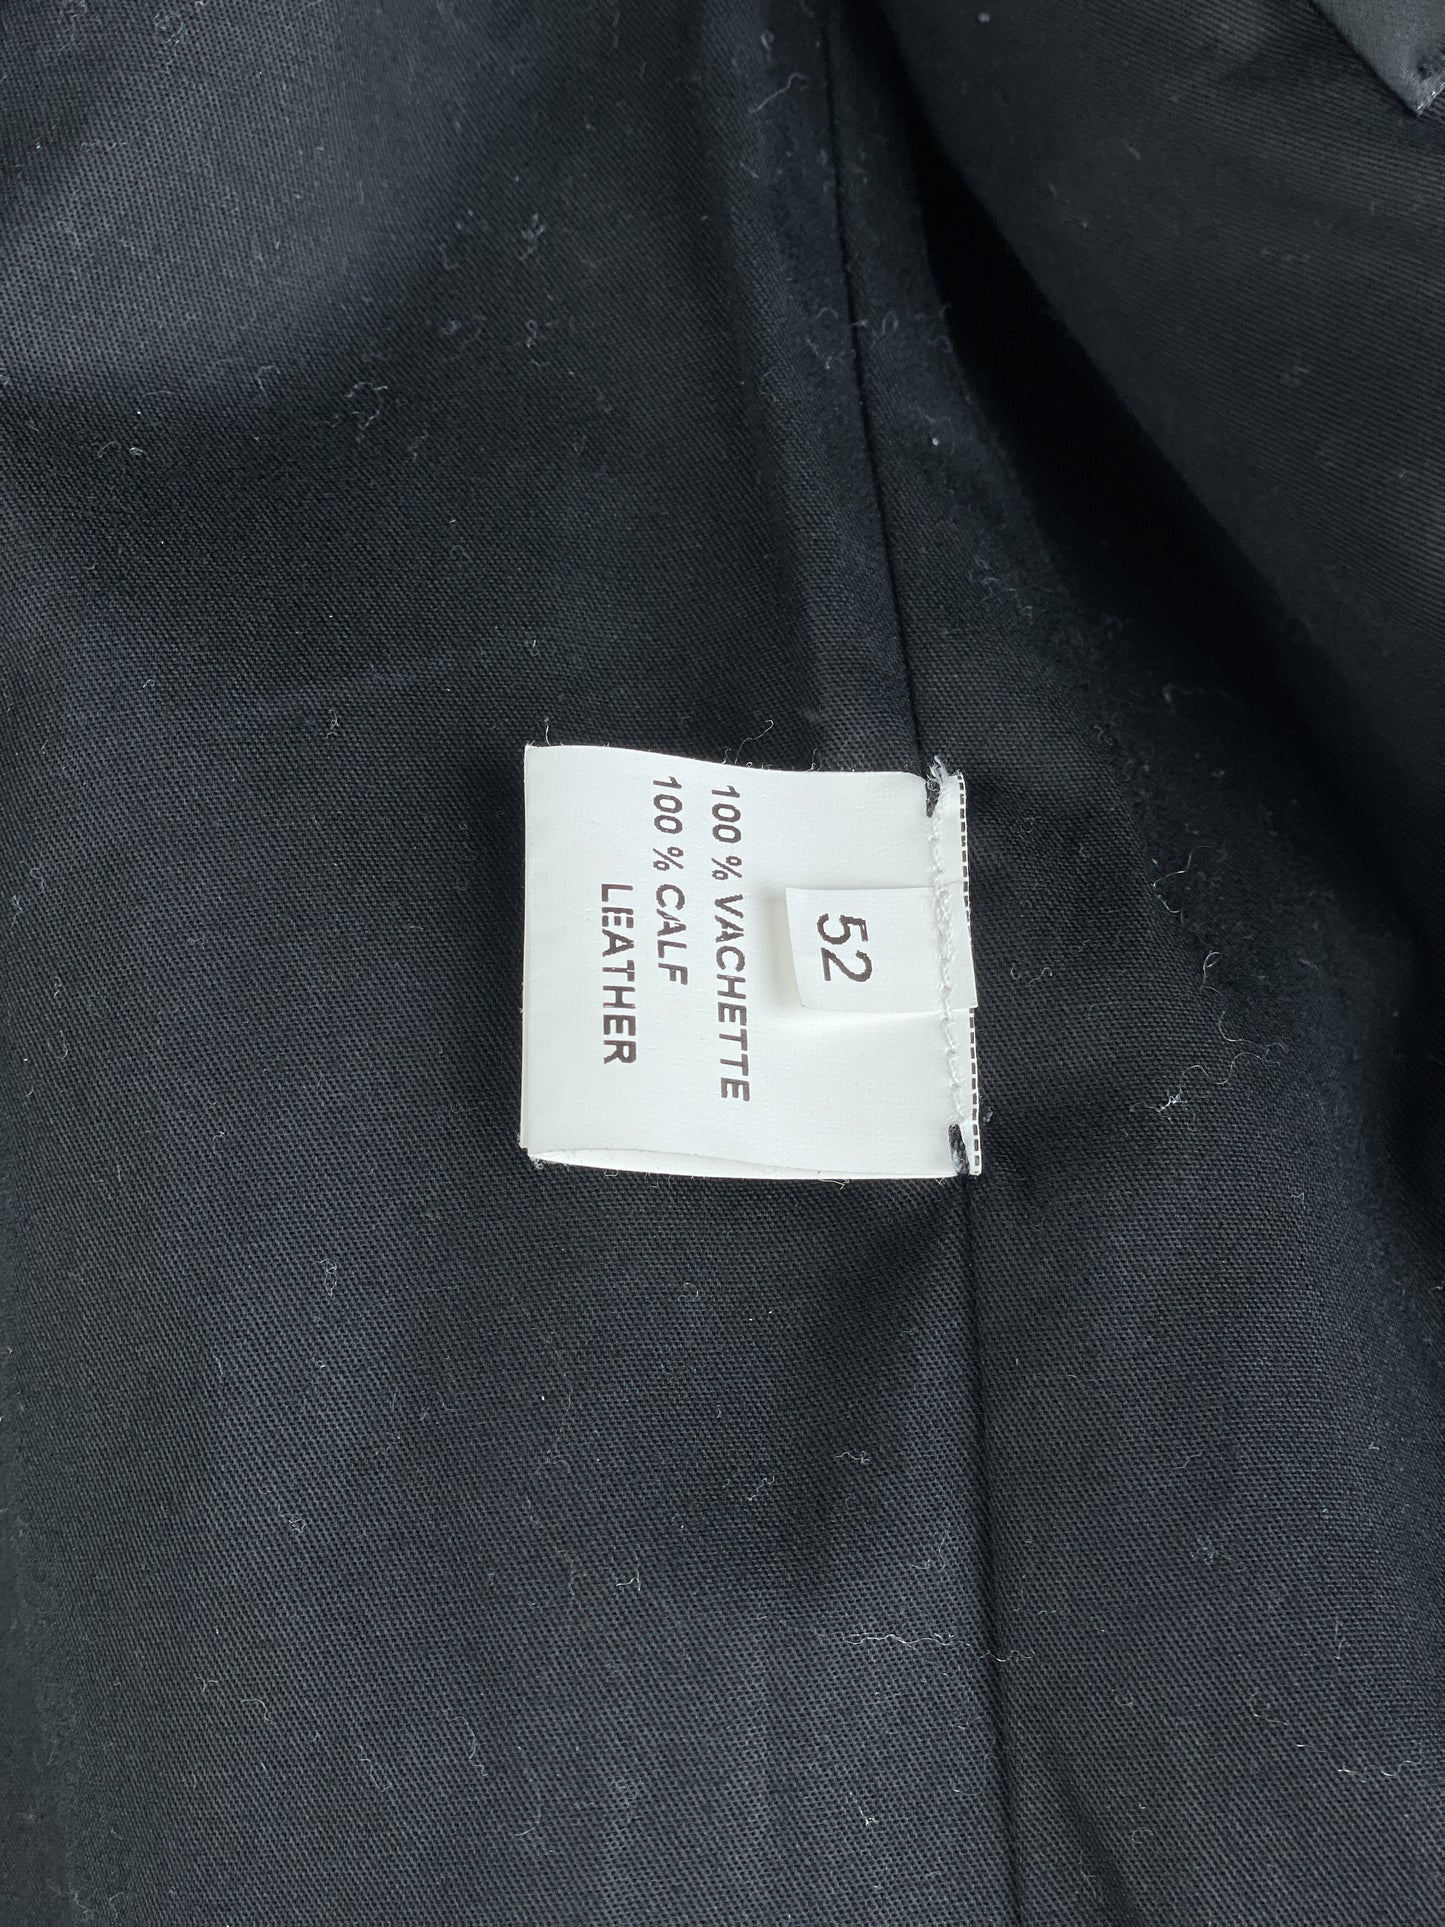 52
100 % VACHETTE
100 % CALF
LEATHER